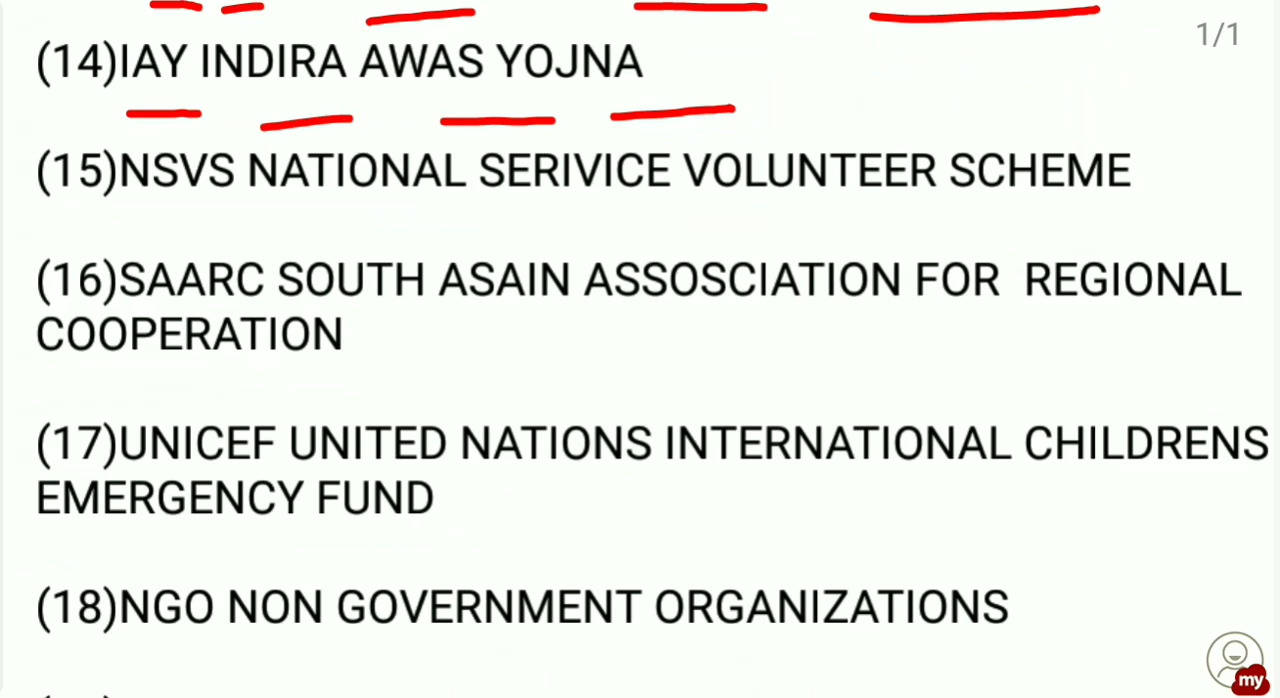 1/1
(14)IAY INDIRA AWAS YOJNA
(15)NSVS NATIONAL SERIVICE VOLUNTEER SCHEME
(16)SAARC SOUTH ASAIN ASSOSCIATION FOR REGIONAL
COOPERATION
(17)UNICEF UNITED NATIONS INTERNATIONAL CHILDRENS
EMERGENCY FUND
(18)NGO NON GOVERNMENT ORGANIZATIONS
my